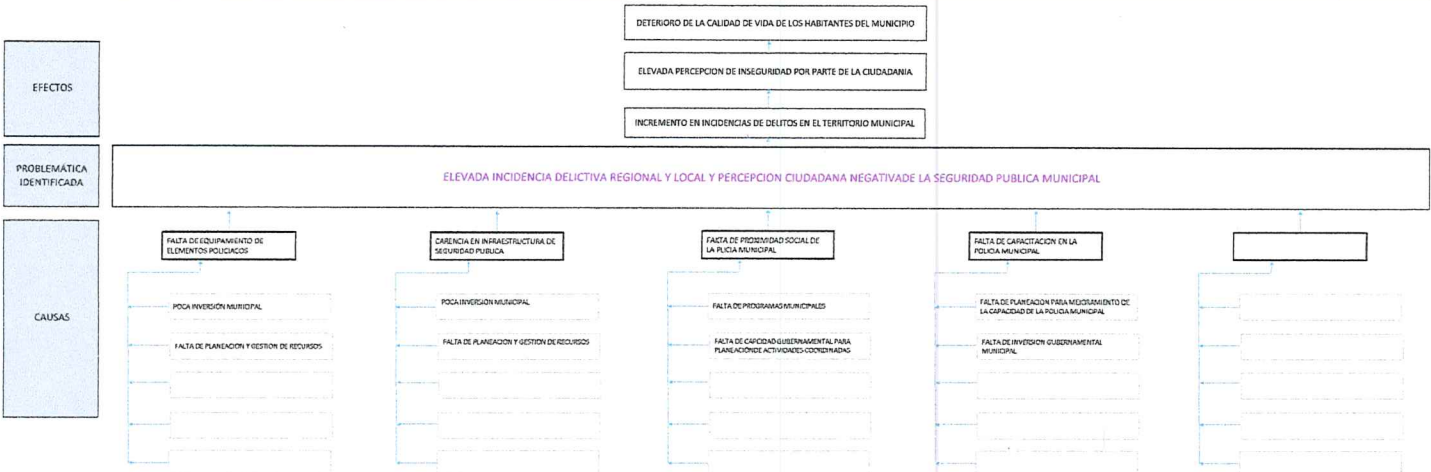 DETERIORO DE LA CALIDAD DE VIDA DE LOS HABITANTES DEL MUNICIPIO
EFECTOS
ELEVADA PERCEPCION DE INSEGURIDAD POR PARTE DE LA CIUDADANIA
INCREMENTO EN INCIDENCIAS DE DELITOS EN EL TERRITORIO MUNICIPAL
PROBLEMÁTICA
IDENTIFICADA
ELEVADA INCIDENCIA DELICTIVA REGIONAL Y LOCAL Y PERCEPCION CIUDADANA NEGATIVADE LA SEGURIDAD PUBLICA MUNICIPAL
CAUSAS
FALTA DE EQUIPAMIENTO DE
ELEMENTOS POLICIACOS
POCA INVERSIÓN MUNICIPAL
FALTA DE PLANEACION Y GESTION DE RECURSOS
CARENCIA EN INFRAESTRUCTURA DE
SEGURIDAD PUBLICA
POCA INVERSION MUNICIPAL
FALTA DE PLANEACION Y GESTION DE RECURSOS
FALTA DE PROXIMIDAD SOCIAL DE
LA PLICIA MUNICIPAL
FALTA DE PROGRAMAS MUNICIPALES
FALTA DE CAPCIDAD GUBERNAMENTAL PARA
PLANEACIÓNDE ACTIVIDADES COORDINADAS
FALTA DE CAPACITACION EN LA
POLICIA MUNICIPAL
FALTA DE PLANEACION PARA MEJORAMIENTO DE
LA CAPACIDAD DE LA POLICIA MUNICIPAL
FALTA DE INVERSION GUBERNAMENTAL
MUNICIPAL